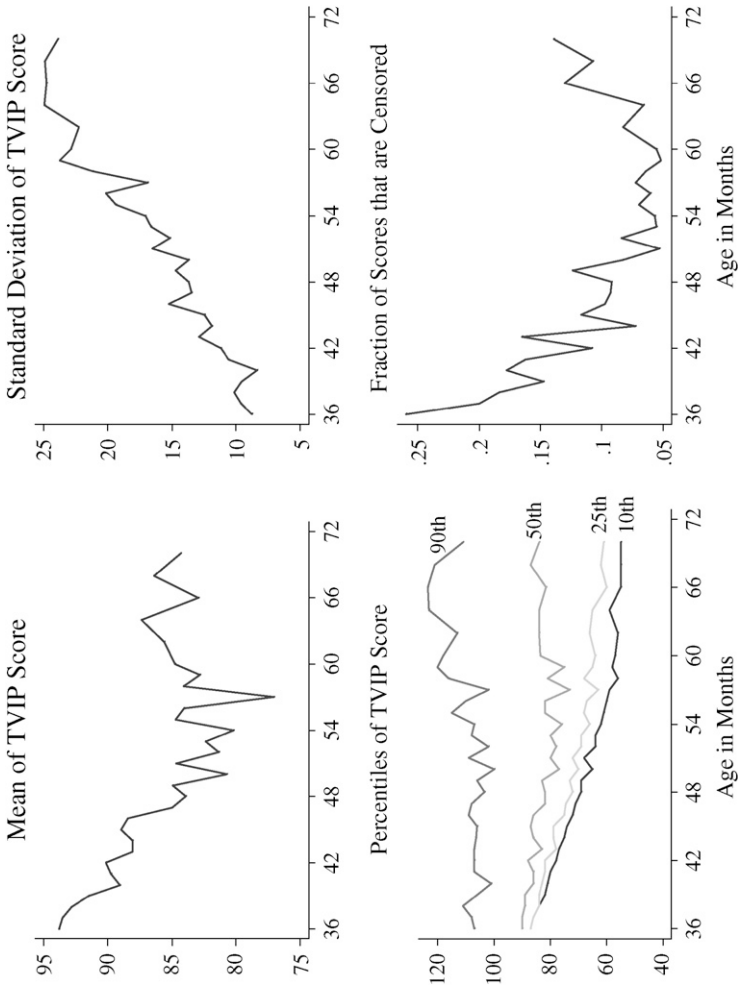 Mean of TVIP Score
95
90
85
80
75
36 42 48 54 60 66 72
Standard Deviation of TVIP Score
25
20
15
10
5
36 42 48 54 60 66 72
Percentiles of TVIP Score
120
100
80
60
40
90th
50th
25th
10th
36 42 48 54 60 66 72
Age in Months
Fraction of Scores that are Censored
.25
.2
.15
.1
.05
36 42 48 54 60 66 72
Age in Months